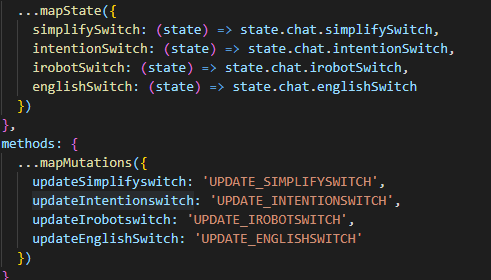 ...mapState({
simplifySwitch: (state) => state.chat.simplifySwitch,
intentionSwitch: (state) => state.chat.intentionSwitch,
irobotSwitch: (state) => state.chat.irobotSwitch,
englishSwitch: (state) => state.chat.englishSwitch
})
},
methods: {
...mapMutations({
updateSimplifyswitch: 'UPDATE_SIMPLIFYSWITCH',
updateIntentionswitch: 'UPDATE_INTENTIONSWITCH',
updateIrobotswitch: 'UPDATE_IROBOTSWITCH',
updateEnglishSwitch: 'UPDATE_ENGLISHSWITCH'
})
}